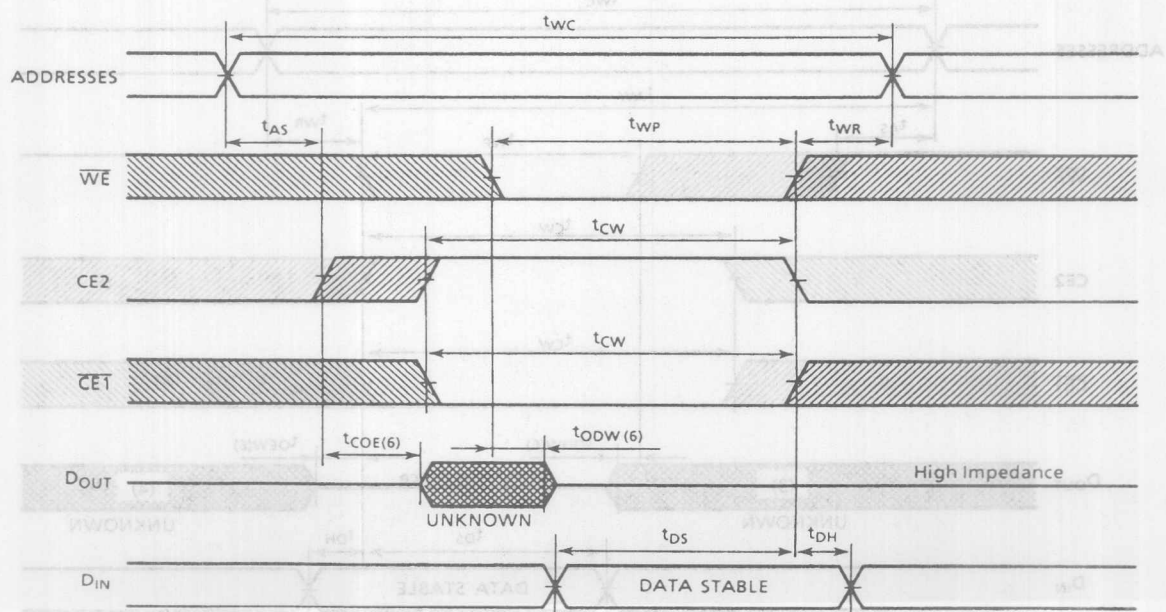 tWC
ADDRESSES
tAS tWP tWR
WE
tCW
CE2
tCW
CE1
tCOE(6) tODW(6)
DOUT High Impedance
UNKNOWN
tDS tDH
DIN DATA STABLE